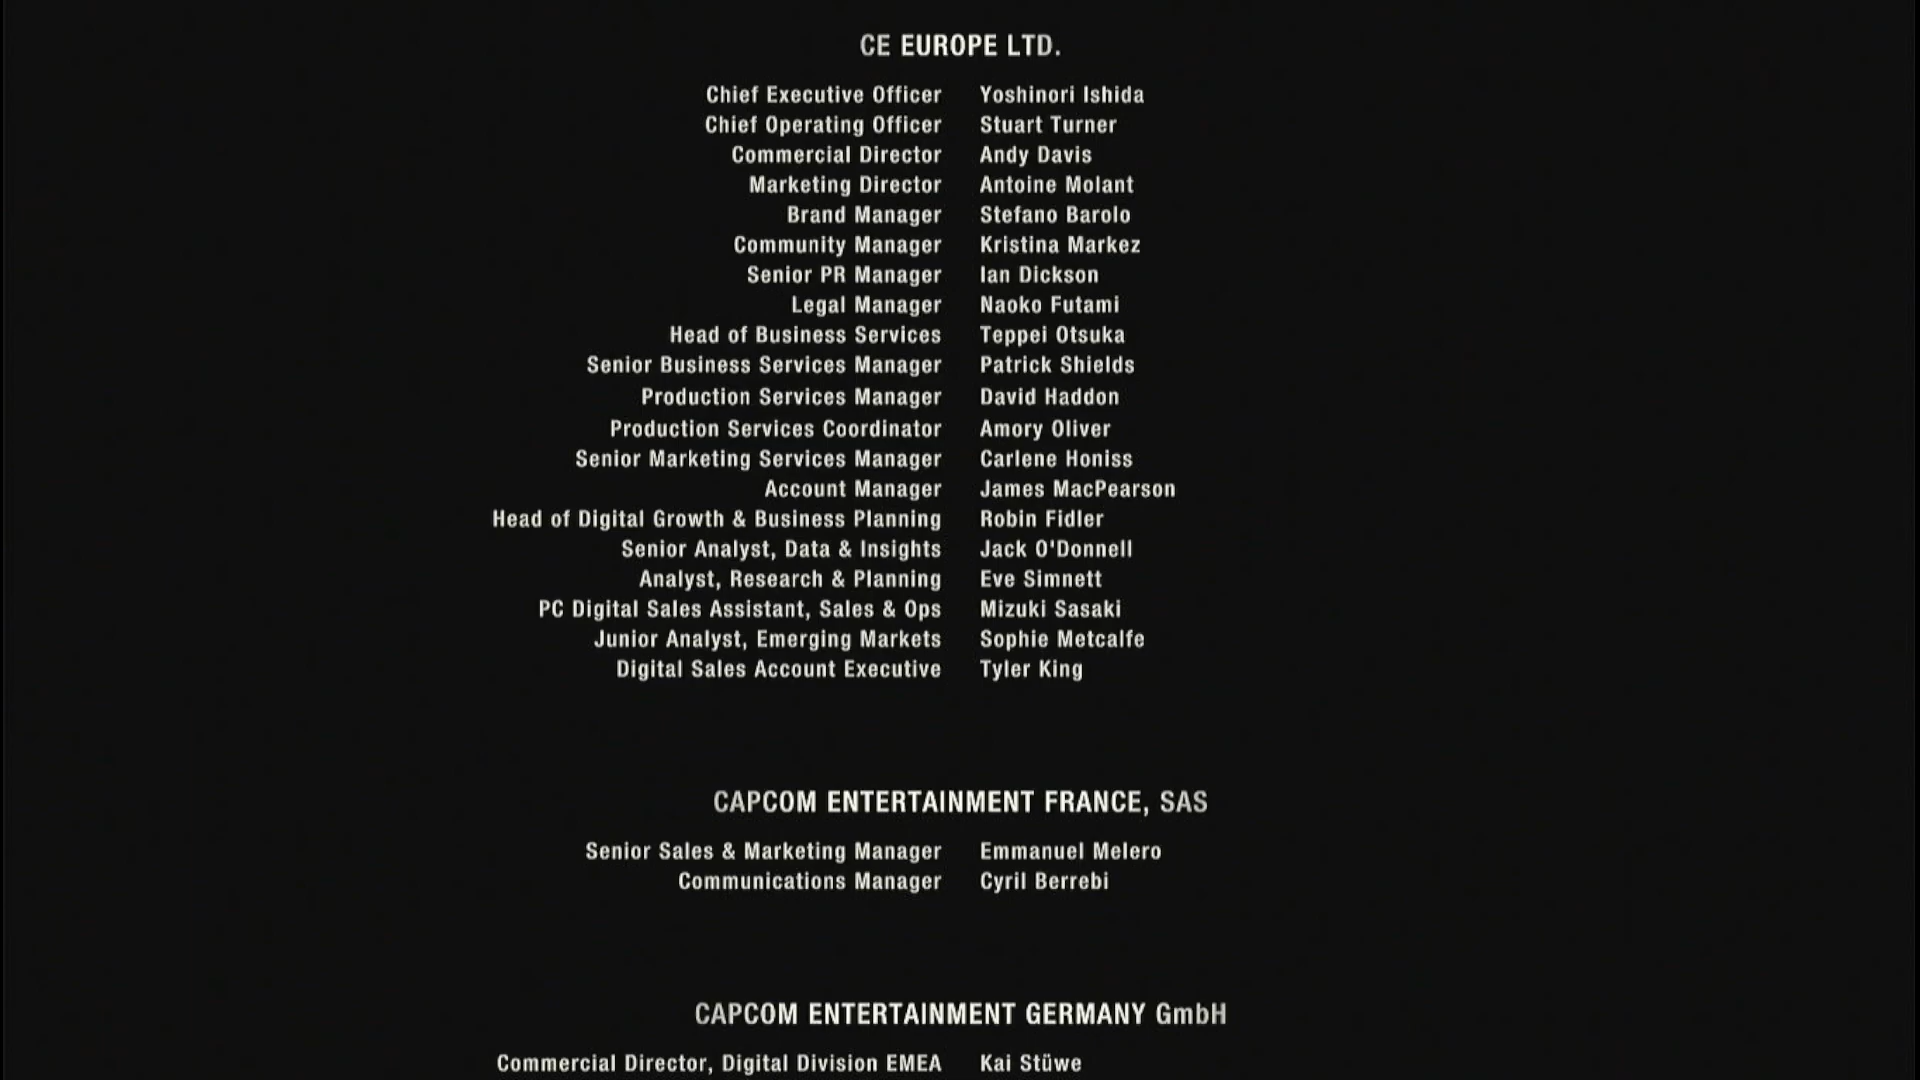 CE EUROPE LTD.
Chief Executive Officer Yoshinori Ishida
Chief Operating Officer Stuart Turner
Commercial Director Andy Davis
Marketing Director Antoine Molant
Brand Manager Stefano Barolo
Community Manager Kristina Markez
Senior PR Manager Ian Dickson
Legal Manager Naoko Futami
Head of Business Services Teppei Otsuka
Senior Business Services Manager Patrick Shields
Production Services Manager David Haddon
Production Services Coordinator Amory Oliver
Senior Marketing Services Manager Carlene Honiss
Account Manager James MacPearson
Head of Digital Growth & Business Planning Robin Fidler
Senior Analyst, Data & Insights Jack O'Donnell
Analyst, Research & Planning Eve Simnett
PC Digital Sales Assistant, Sales & Ops Mizuki Sasaki
Junior Analyst, Emerging Markets Sophie Metcalfe
Digital Sales Account Executive Tyler King
CAPCOM ENTERTAINMENT FRANCE, SAS
Senior Sales & Marketing Manager Emmanuel Melero
Communications Manager Cyril Berrebi
CAPCOM ENTERTAINMENT GERMANY GmbH
Commercial Director, Digital Division EMEA Kai Stüwe